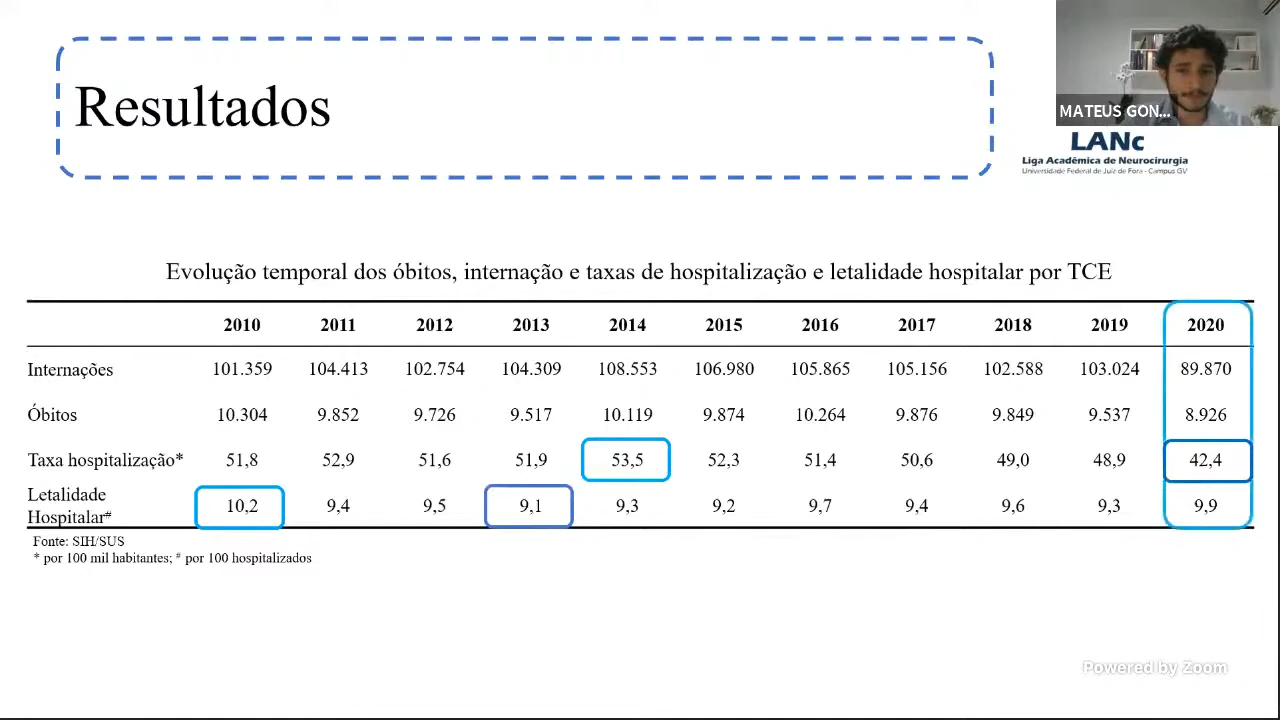 Resultados
MATEUS GON...
LANc
Liga Acadêmica de Neurocirurgia
Universidade Federal de Juiz de Fora - Campus GV
Evolução temporal dos óbitos, internação e taxas de hospitalização e letalidade hospitalar por TCE
2010 2011 2012 2013 2014 2015 2016 2017 2018 2019 2020
Internações 101.359 104.413 102.754 104.309 108.553 106.980 105.865 105.156 102.588 103.024 89.870
Óbitos 10.304 9.852 9.726 9.517 10.119 9.874 10.264 9.876 9.849 9.537 8.926
Taxa hospitalização* 51,8 52,9 51,6 51,9 53,5 52,3 51,4 50,6 49,0 48,9 42,4
Letalidade
Hospitalar# 10,2 9,4 9,5 9,1 9,3 9,2 9,7 9,4 9,6 9,3 9,9
Fonte: SIH/SUS
* por 100 mil habitantes; # por 100 hospitalizados
Powered by Zoom